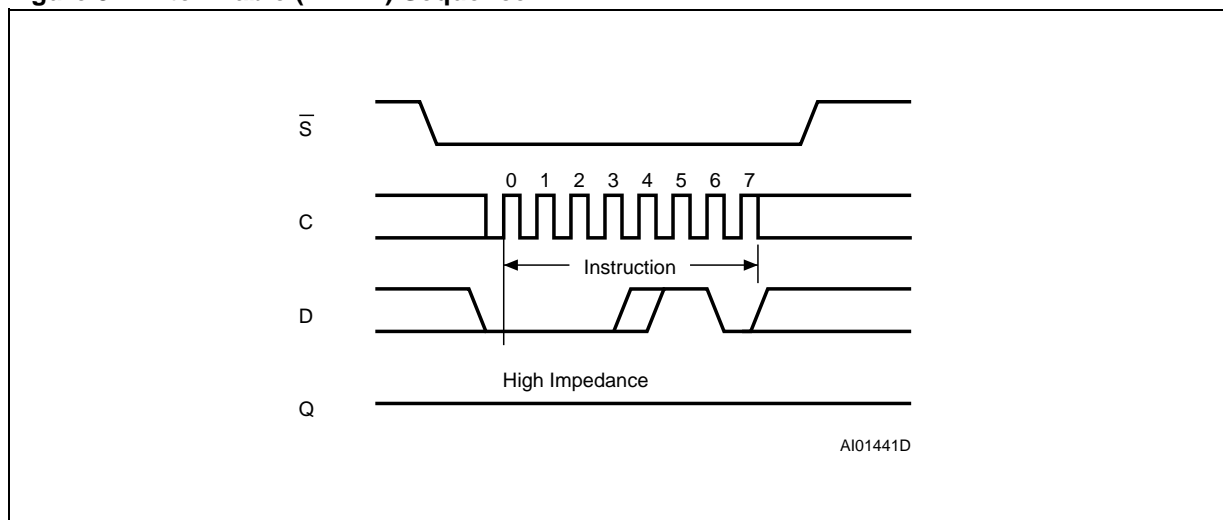 S̅
0 1 2 3 4 5 6 7
C
Instruction
D
High Impedance
Q
AI01441D